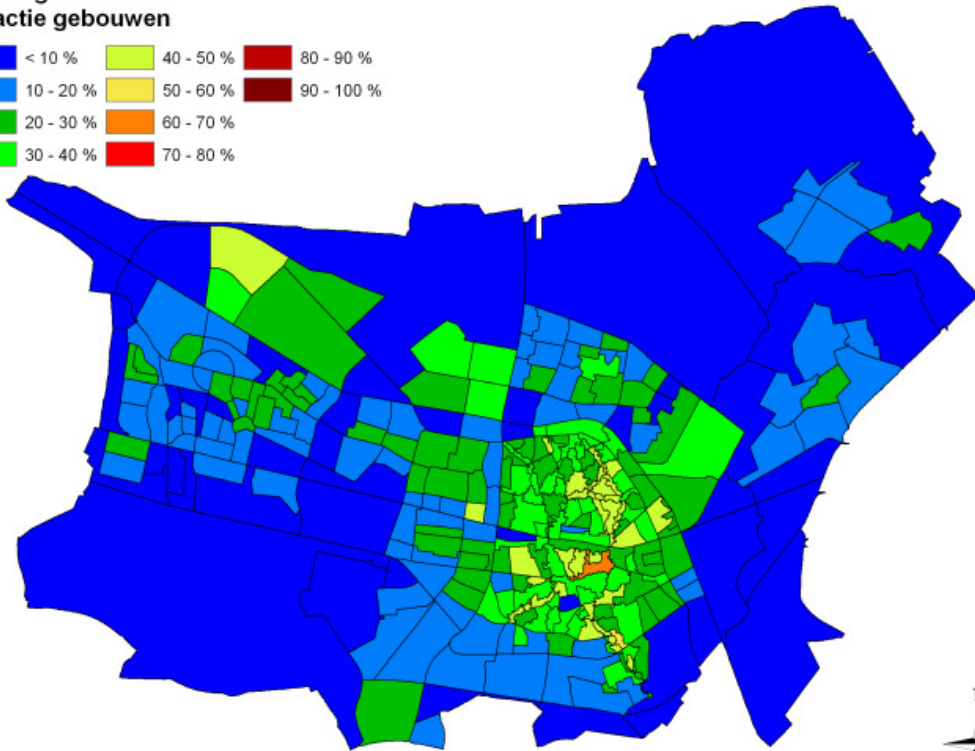 actie gebouwen
< 10 % 40 - 50 % 80 - 90 %
10 - 20 % 50 - 60 % 90 - 100 %
20 - 30 % 60 - 70 %
30 - 40 % 70 - 80 %